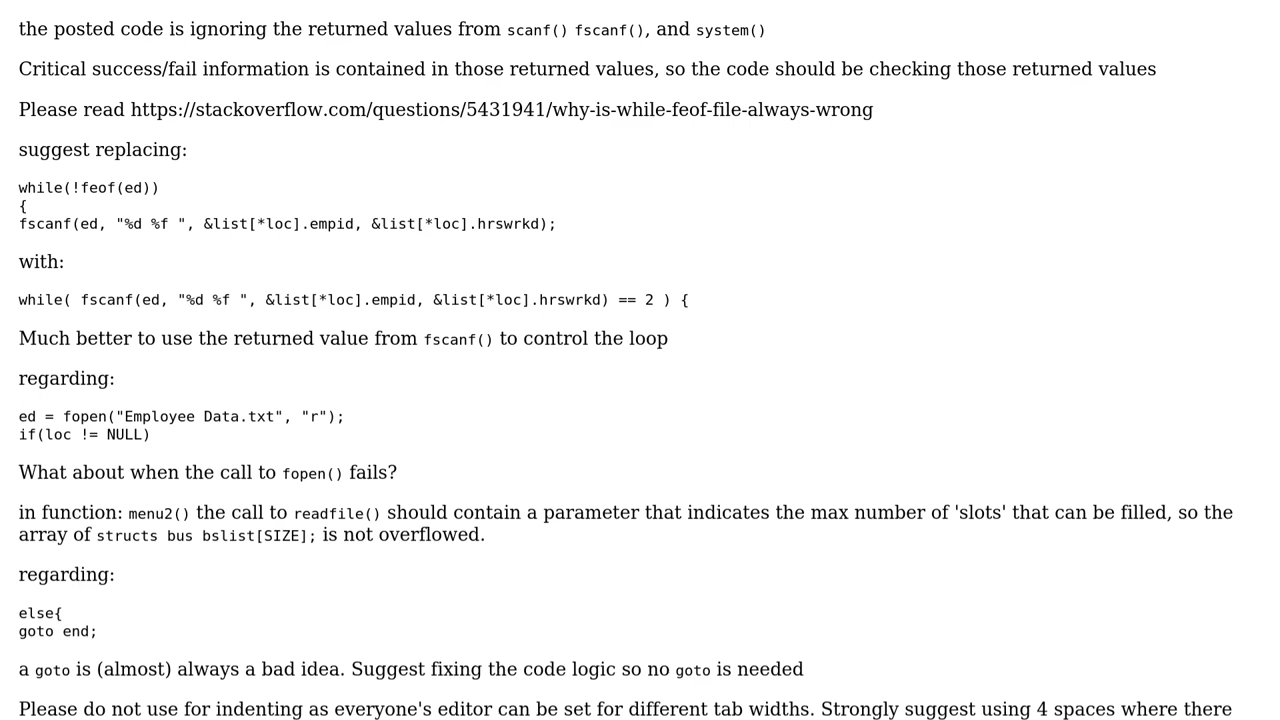 the posted code is ignoring the returned values from scanf() fscanf(), and system()
Critical success/fail information is contained in those returned values, so the code should be checking those returned values
Please read https://stackoverflow.com/questions/5431941/why-is-while-feof-file-always-wrong
suggest replacing:
while(!feof(ed))
{
fscanf(ed, "%d %f ", &list[*loc].empid, &list[*loc].hrswrkd);
with:
while( fscanf(ed, "%d %f ", &list[*loc].empid, &list[*loc].hrswrkd) == 2 ) {
Much better to use the returned value from fscanf() to control the loop
regarding:
ed = fopen("Employee Data.txt", "r");
if(loc != NULL)
What about when the call to fopen() fails?
in function: menu2() the call to readfile() should contain a parameter that indicates the max number of 'slots' that can be filled, so the
array of structs bus bslist[SIZE]; is not overflowed.
regarding:
else{
goto end;
a goto is (almost) always a bad idea. Suggest fixing the code logic so no goto is needed
Please do not use for indenting as everyone's editor can be set for different tab widths. Strongly suggest using 4 spaces where there